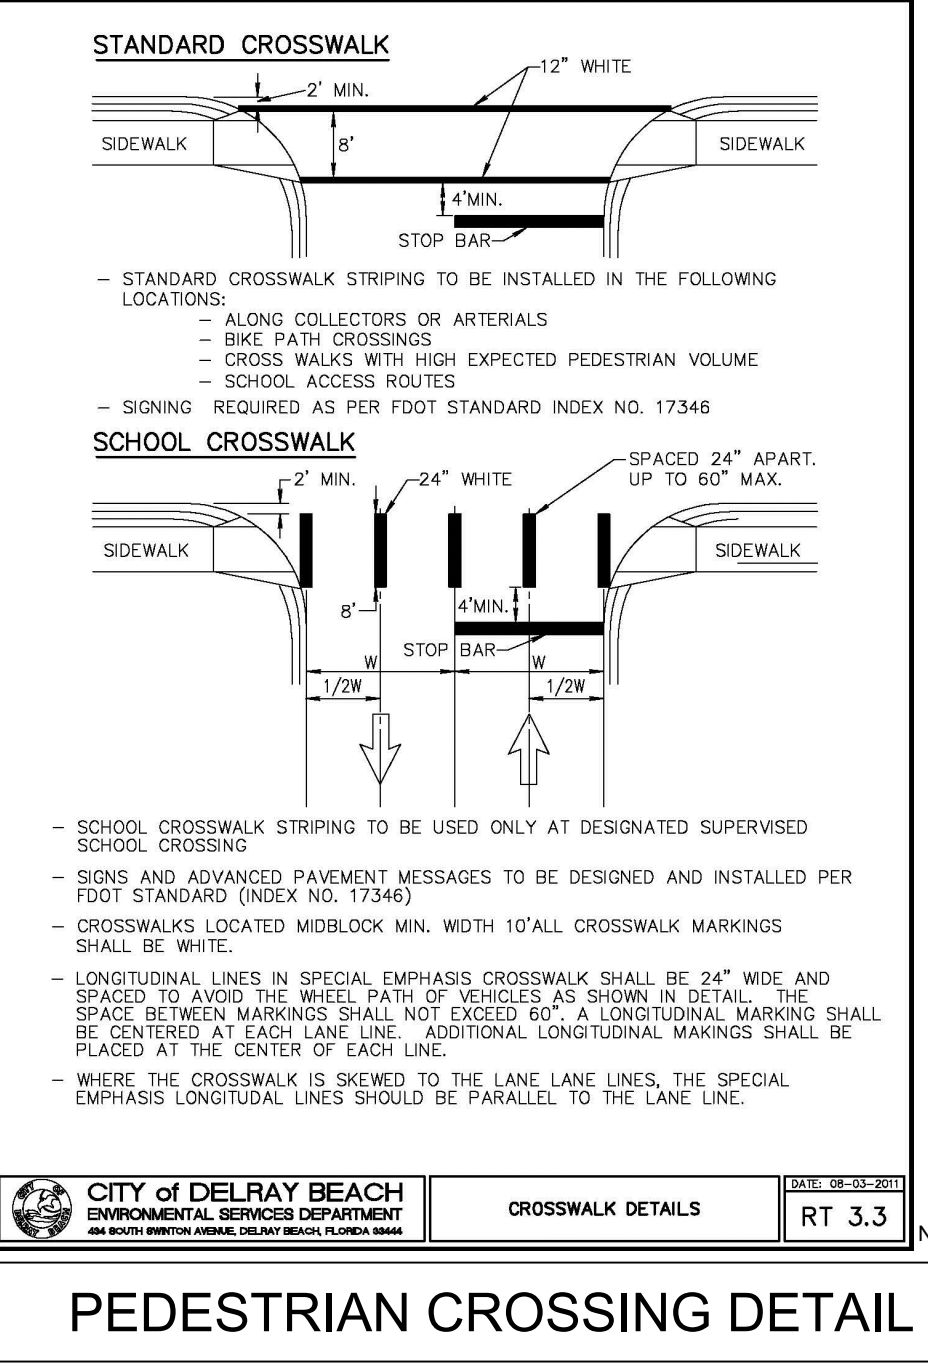 STANDARD CROSSWALK
12" WHITE
2' MIN.
SIDEWALK
8'
SIDEWALK
4'MIN.
STOP BAR
– STANDARD CROSSWALK STRIPING TO BE INSTALLED IN THE FOLLOWING
LOCATIONS:
– ALONG COLLECTORS OR ARTERIALS
– BIKE PATH CROSSINGS
– CROSS WALKS WITH HIGH EXPECTED PEDESTRIAN VOLUME
– SCHOOL ACCESS ROUTES
– SIGNING REQUIRED AS PER FDOT STANDARD INDEX NO. 17346
SCHOOL CROSSWALK
SPACED 24" APART.
UP TO 60" MAX.
2' MIN.
24" WHITE
SIDEWALK
SIDEWALK
8'
4'MIN.
STOP BAR
W
W
1/2W
1/2W
– SCHOOL CROSSWALK STRIPING TO BE USED ONLY AT DESIGNATED SUPERVISED
SCHOOL CROSSING
– SIGNS AND ADVANCED PAVEMENT MESSAGES TO BE DESIGNED AND INSTALLED PER
FDOT STANDARD (INDEX NO. 17346)
– CROSSWALKS LOCATED MIDBLOCK MIN. WIDTH 10'ALL CROSSWALK MARKINGS
SHALL BE WHITE.
– LONGITUDINAL LINES IN SPECIAL EMPHASIS CROSSWALK SHALL BE 24" WIDE AND
SPACED TO AVOID THE WHEEL PATH OF VEHICLES AS SHOWN IN DETAIL. THE
SPACE BETWEEN MARKINGS SHALL NOT EXCEED 60". A LONGITUDINAL MARKING SHALL
BE CENTERED AT EACH LANE LINE. ADDITIONAL LONGITUDINAL MAKINGS SHALL BE
PLACED AT THE CENTER OF EACH LINE.
– WHERE THE CROSSWALK IS SKEWED TO THE LANE LANE LINES, THE SPECIAL
EMPHASIS LONGITUDAL LINES SHOULD BE PARALLEL TO THE LANE LINE.
CITY OF DELRAY BEACH
CITY of DELRAY BEACH
ENVIRONMENTAL SERVICES DEPARTMENT
434 SOUTH SWINTON AVENUE, DELRAY BEACH, FLORIDA 33444
CROSSWALK DETAILS
DATE: 08-03-2011
RT 3.3
N
PEDESTRIAN CROSSING DETAIL